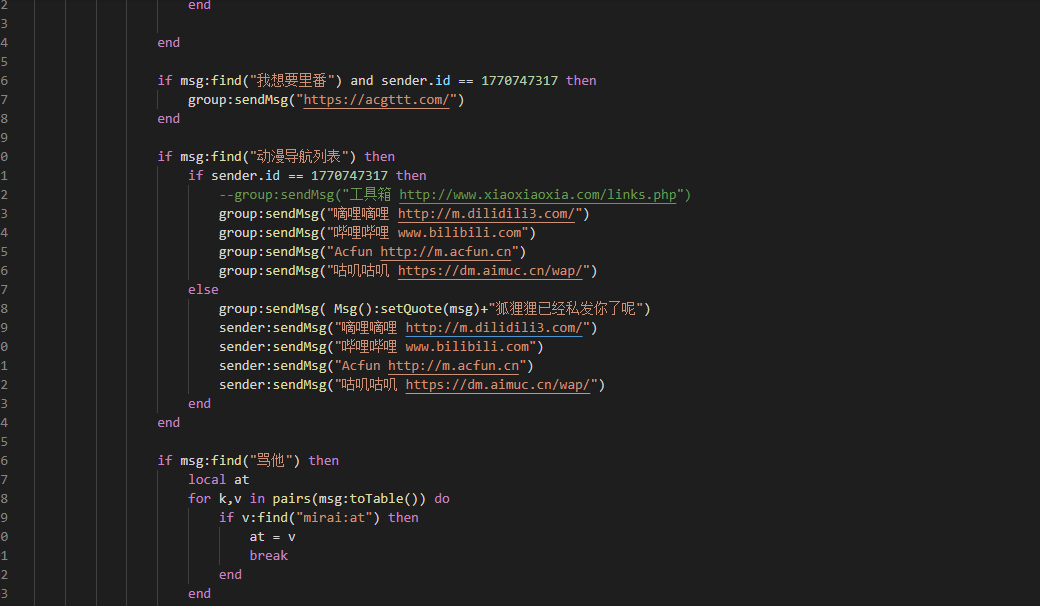 2 end
3
4 end
5
6 if msg:find("我想要里番") and sender.id == 1770747317 then
7 group:sendMsg("https://acgttt.com/")
8 end
9
0 if msg:find("动漫导航列表") then
1 if sender.id == 1770747317 then
2 --group:sendMsg("工具箱 http://www.xiaoxiaoxia.com/links.php")
3 group:sendMsg("嘀哩嘀哩 http://m.dilidili3.com/")
4 group:sendMsg("哔哩哔哩 www.bilibili.com")
5 group:sendMsg("Acfun http://m.acfun.cn")
6 group:sendMsg("咕叽咕叽 https://dm.aimuc.cn/wap/")
7 else
8 group:sendMsg( Msg():setQuote(msg)+"狐狸狸已经私发你了呢")
9 sender:sendMsg("嘀哩嘀哩 http://m.dilidili3.com/")
0 sender:sendMsg("哔哩哔哩 www.bilibili.com")
1 sender:sendMsg("Acfun http://m.acfun.cn")
2 sender:sendMsg("咕叽咕叽 https://dm.aimuc.cn/wap/")
3 end
4 end
5
6 if msg:find("骂他") then
7 local at
8 for k,v in pairs(msg:toTable()) do
9 if v:find("mirai:at") then
0 at = v
1 break
2 end
3 end